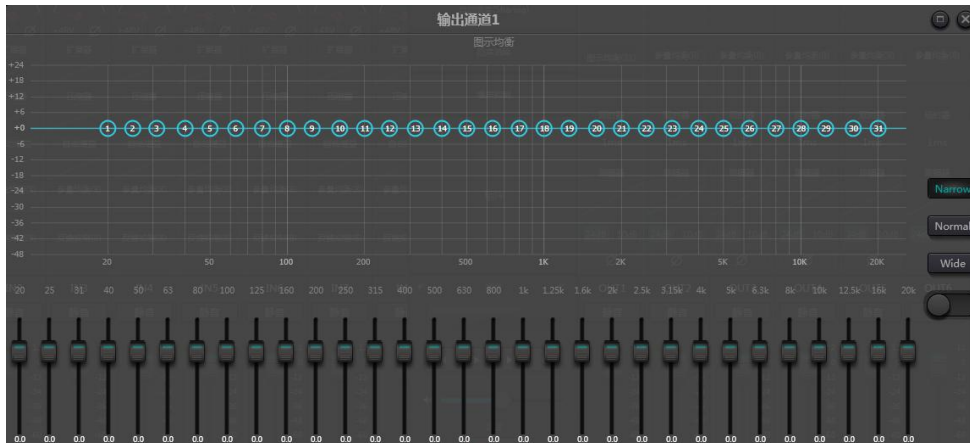 输出通道1
图示均衡
+24
+18
+12
+6
+0
-6
-12
-18
-24
-30
-36
-42
-48
1 2 3 4 5 6 7 8 9 10 11 12 13 14 15 16 17 18 19 20 21 22 23 24 25 26 27 28 29 30 31
20 50 100 200 500 1K 2K 5K 10K 20K
Narrow
Normal
Wide
20 25 31 40 50 63 80 100 125 160 200 250 315 400 500 630 800 1k 1.25k 1.6k 2k 2.5k 3.15k 4k 5k 6.3k 8k 10k 12.5k 16k 20k
0.0 0.0 0.0 0.0 0.0 0.0 0.0 0.0 0.0 0.0 0.0 0.0 0.0 0.0 0.0 0.0 0.0 0.0 0.0 0.0 0.0 0.0 0.0 0.0 0.0 0.0 0.0 0.0 0.0 0.0 0.0